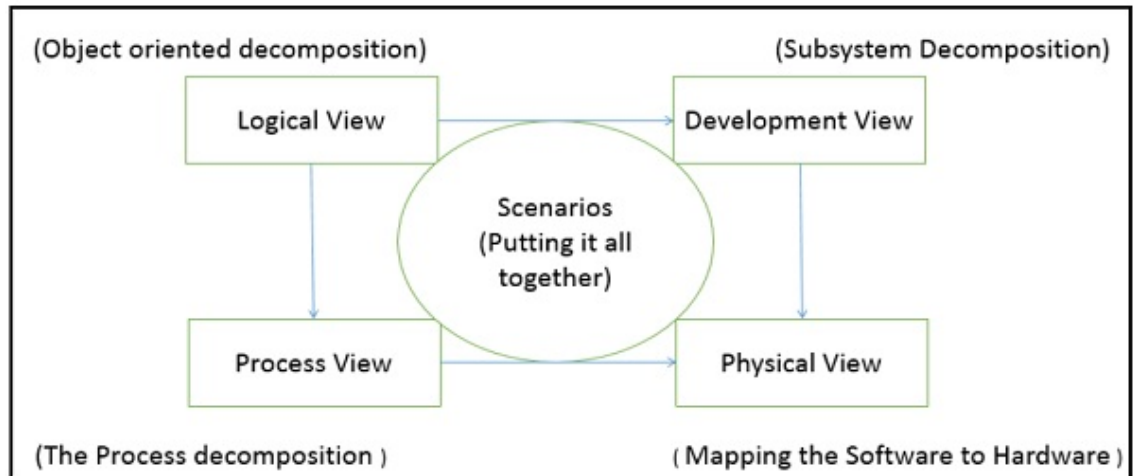 (Object oriented decomposition)
(Subsystem Decomposition)
Logical View
Development View
Scenarios
(Putting it all
together)
Process View
Physical View
(The Process decomposition )
( Mapping the Software to Hardware )